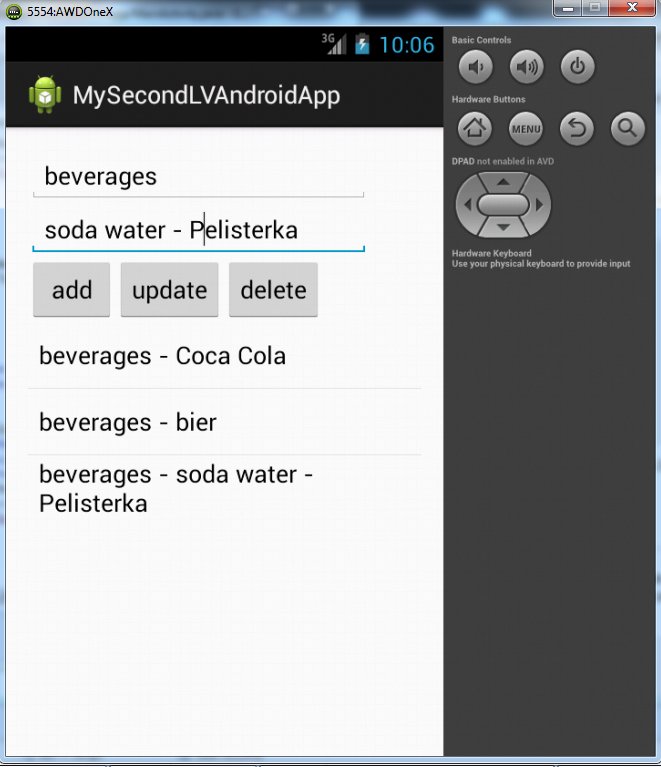 5554:AWDOneX
3G 10:06
MySecondLVAndroidApp
beverages
soda water - Pelisterka
add update delete
beverages - Coca Cola
beverages - bier
beverages - soda water -
Pelisterka
Basic Controls
Hardware Buttons
MENU
DPAD not enabled in AVD
Hardware Keyboard
Use your physical keyboard to provide input